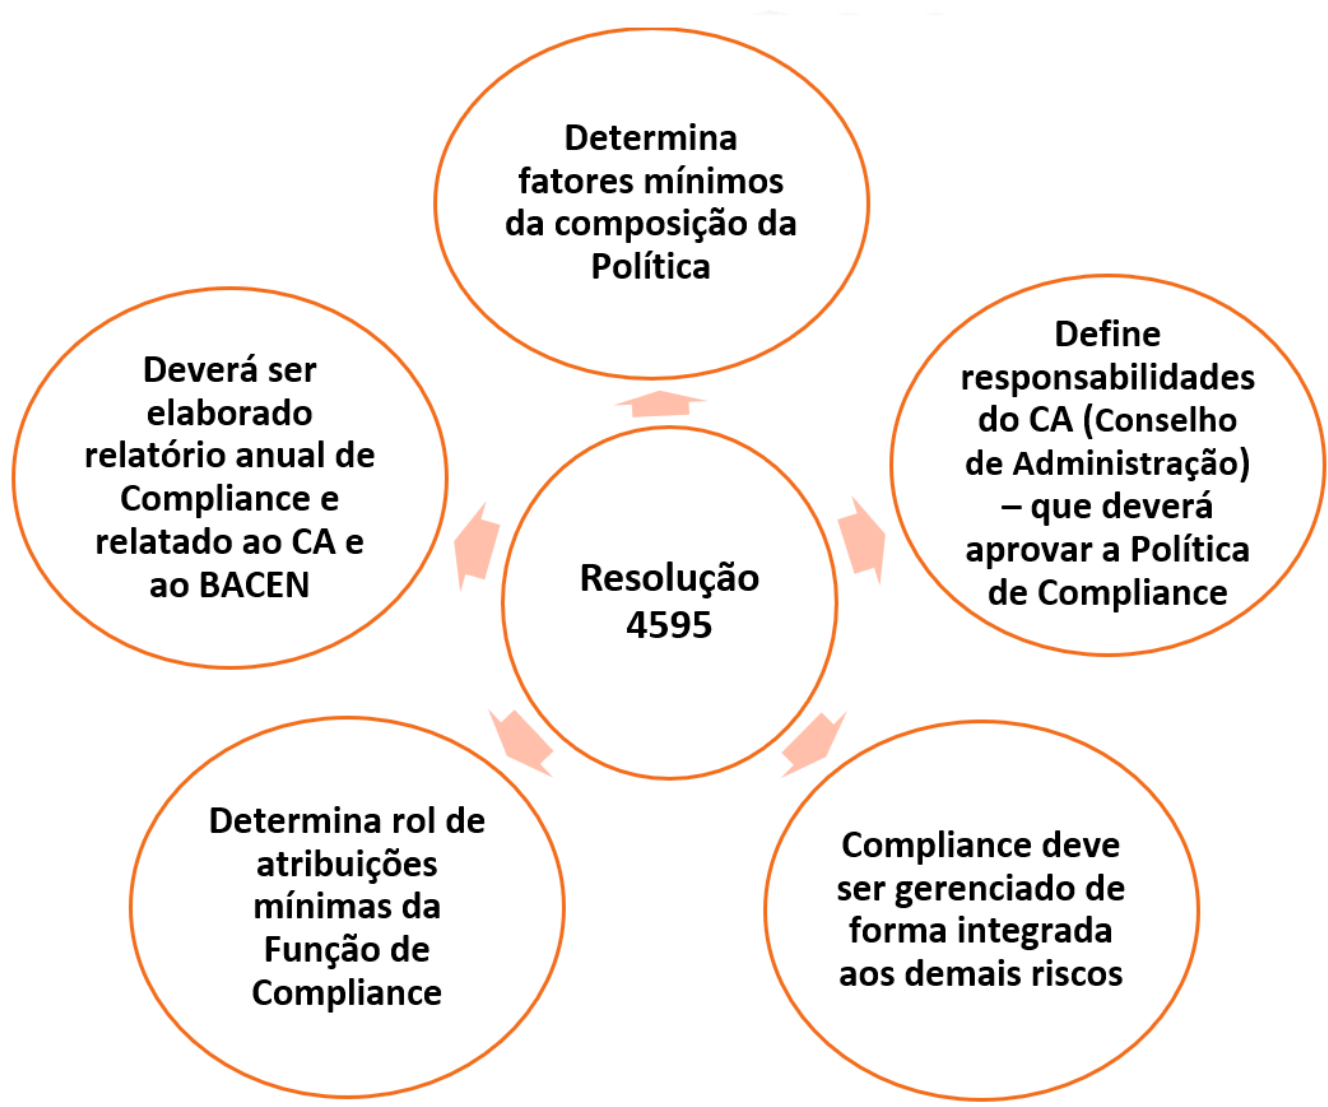 Determina
fatores mínimos
da composição da
Política
Define
responsabilidades
do CA (Conselho
de Administração)
– que deverá
aprovar a Política
de Compliance
Deverá ser
elaborado
relatório anual de
Compliance e
relatado ao CA e
ao BACEN
Resolução
4595
Determina rol de
atribuições
mínimas da
Função de
Compliance
Compliance deve
ser gerenciado de
forma integrada
aos demais riscos